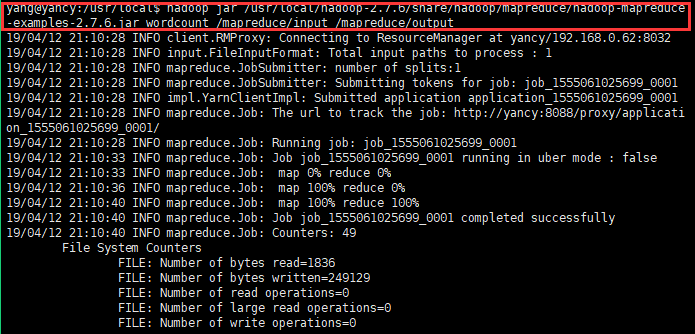 yang@yancy:/usr/local$ hadoop jar /usr/local/hadoop-2.7.6/share/hadoop/mapreduce/hadoop-mapreduce
-examples-2.7.6.jar wordcount /mapreduce/input /mapreduce/output
19/04/12 21:10:28 INFO client.RMProxy: Connecting to ResourceManager at yancy/192.168.0.62:8032
19/04/12 21:10:28 INFO input.FileInputFormat: Total input paths to process : 1
19/04/12 21:10:28 INFO mapreduce.JobSubmitter: number of splits:1
19/04/12 21:10:28 INFO mapreduce.JobSubmitter: Submitting tokens for job: job_1555061025699_0001
19/04/12 21:10:28 INFO impl.YarnClientImpl: Submitted application application_1555061025699_0001
19/04/12 21:10:28 INFO mapreduce.Job: The url to track the job: http://yancy:8088/proxy/applicati
on_1555061025699_0001/
19/04/12 21:10:28 INFO mapreduce.Job: Running job: job_1555061025699_0001
19/04/12 21:10:33 INFO mapreduce.Job: Job job_1555061025699_0001 running in uber mode : false
19/04/12 21:10:33 INFO mapreduce.Job:  map 0% reduce 0%
19/04/12 21:10:36 INFO mapreduce.Job:  map 100% reduce 0%
19/04/12 21:10:40 INFO mapreduce.Job:  map 100% reduce 100%
19/04/12 21:10:40 INFO mapreduce.Job: Job job_1555061025699_0001 completed successfully
19/04/12 21:10:40 INFO mapreduce.Job: Counters: 49
File System Counters
FILE: Number of bytes read=1836
FILE: Number of bytes written=249129
FILE: Number of read operations=0
FILE: Number of large read operations=0
FILE: Number of write operations=0